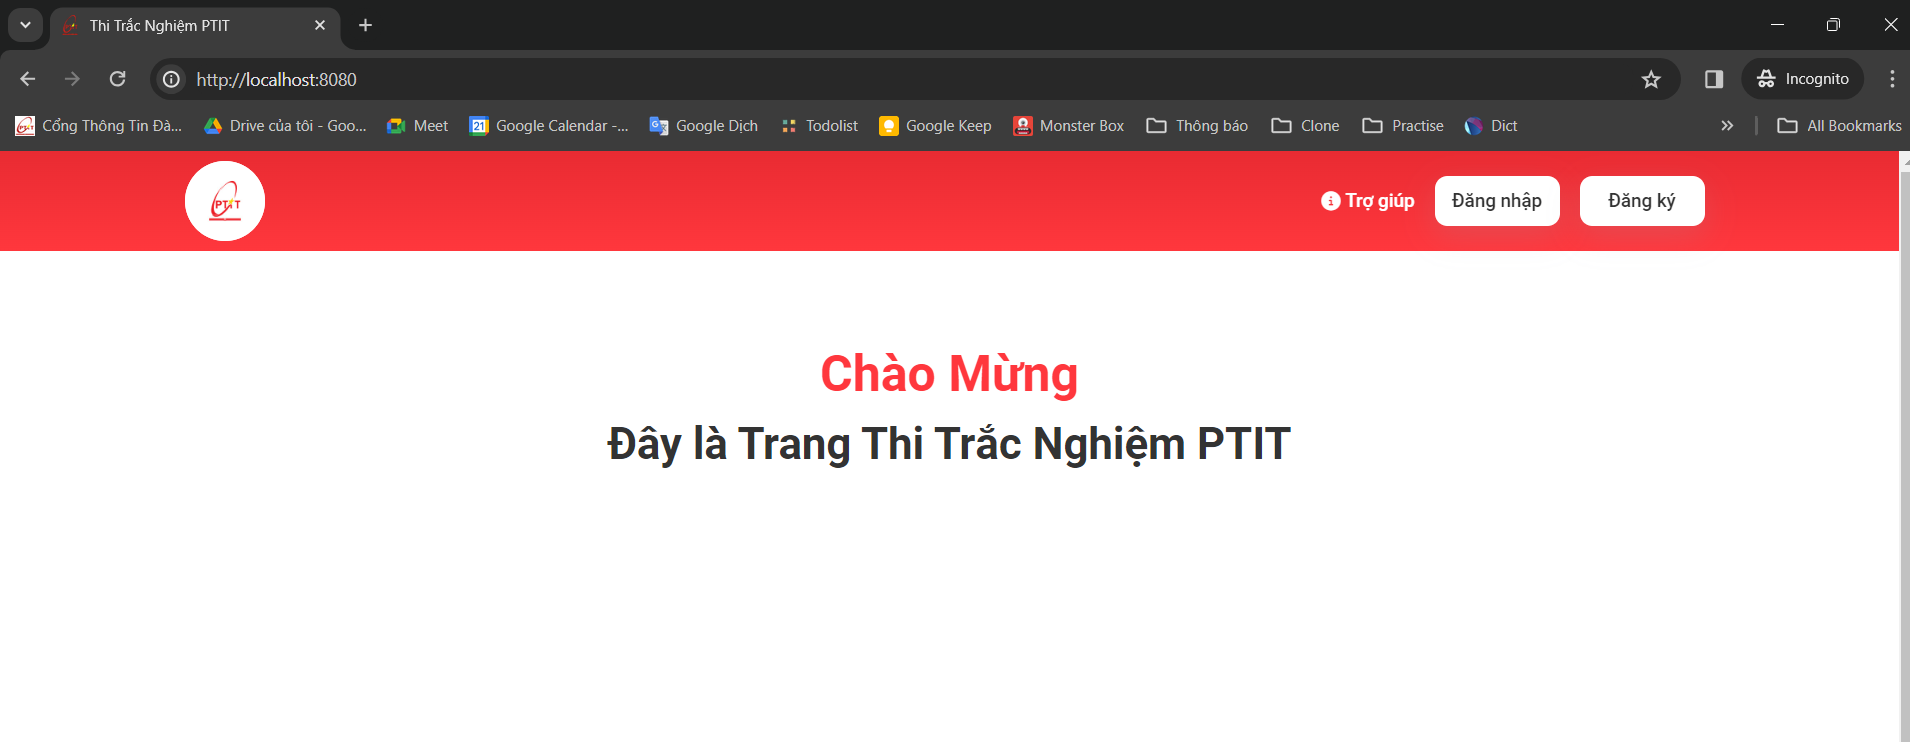 Thi Trắc Nghiệm PTIT
http://localhost:8080
Incognito
Cổng Thông Tin Đà...
Drive của tôi - Goo...
Meet
21
Google Calendar -...
Google Dịch
Todolist
Google Keep
Monster Box
Thông báo
Clone
Practise
Dict
All Bookmarks
PTIT
Trợ giúp
Đăng nhập
Đăng ký
Chào Mừng
Đây là Trang Thi Trắc Nghiệm PTIT